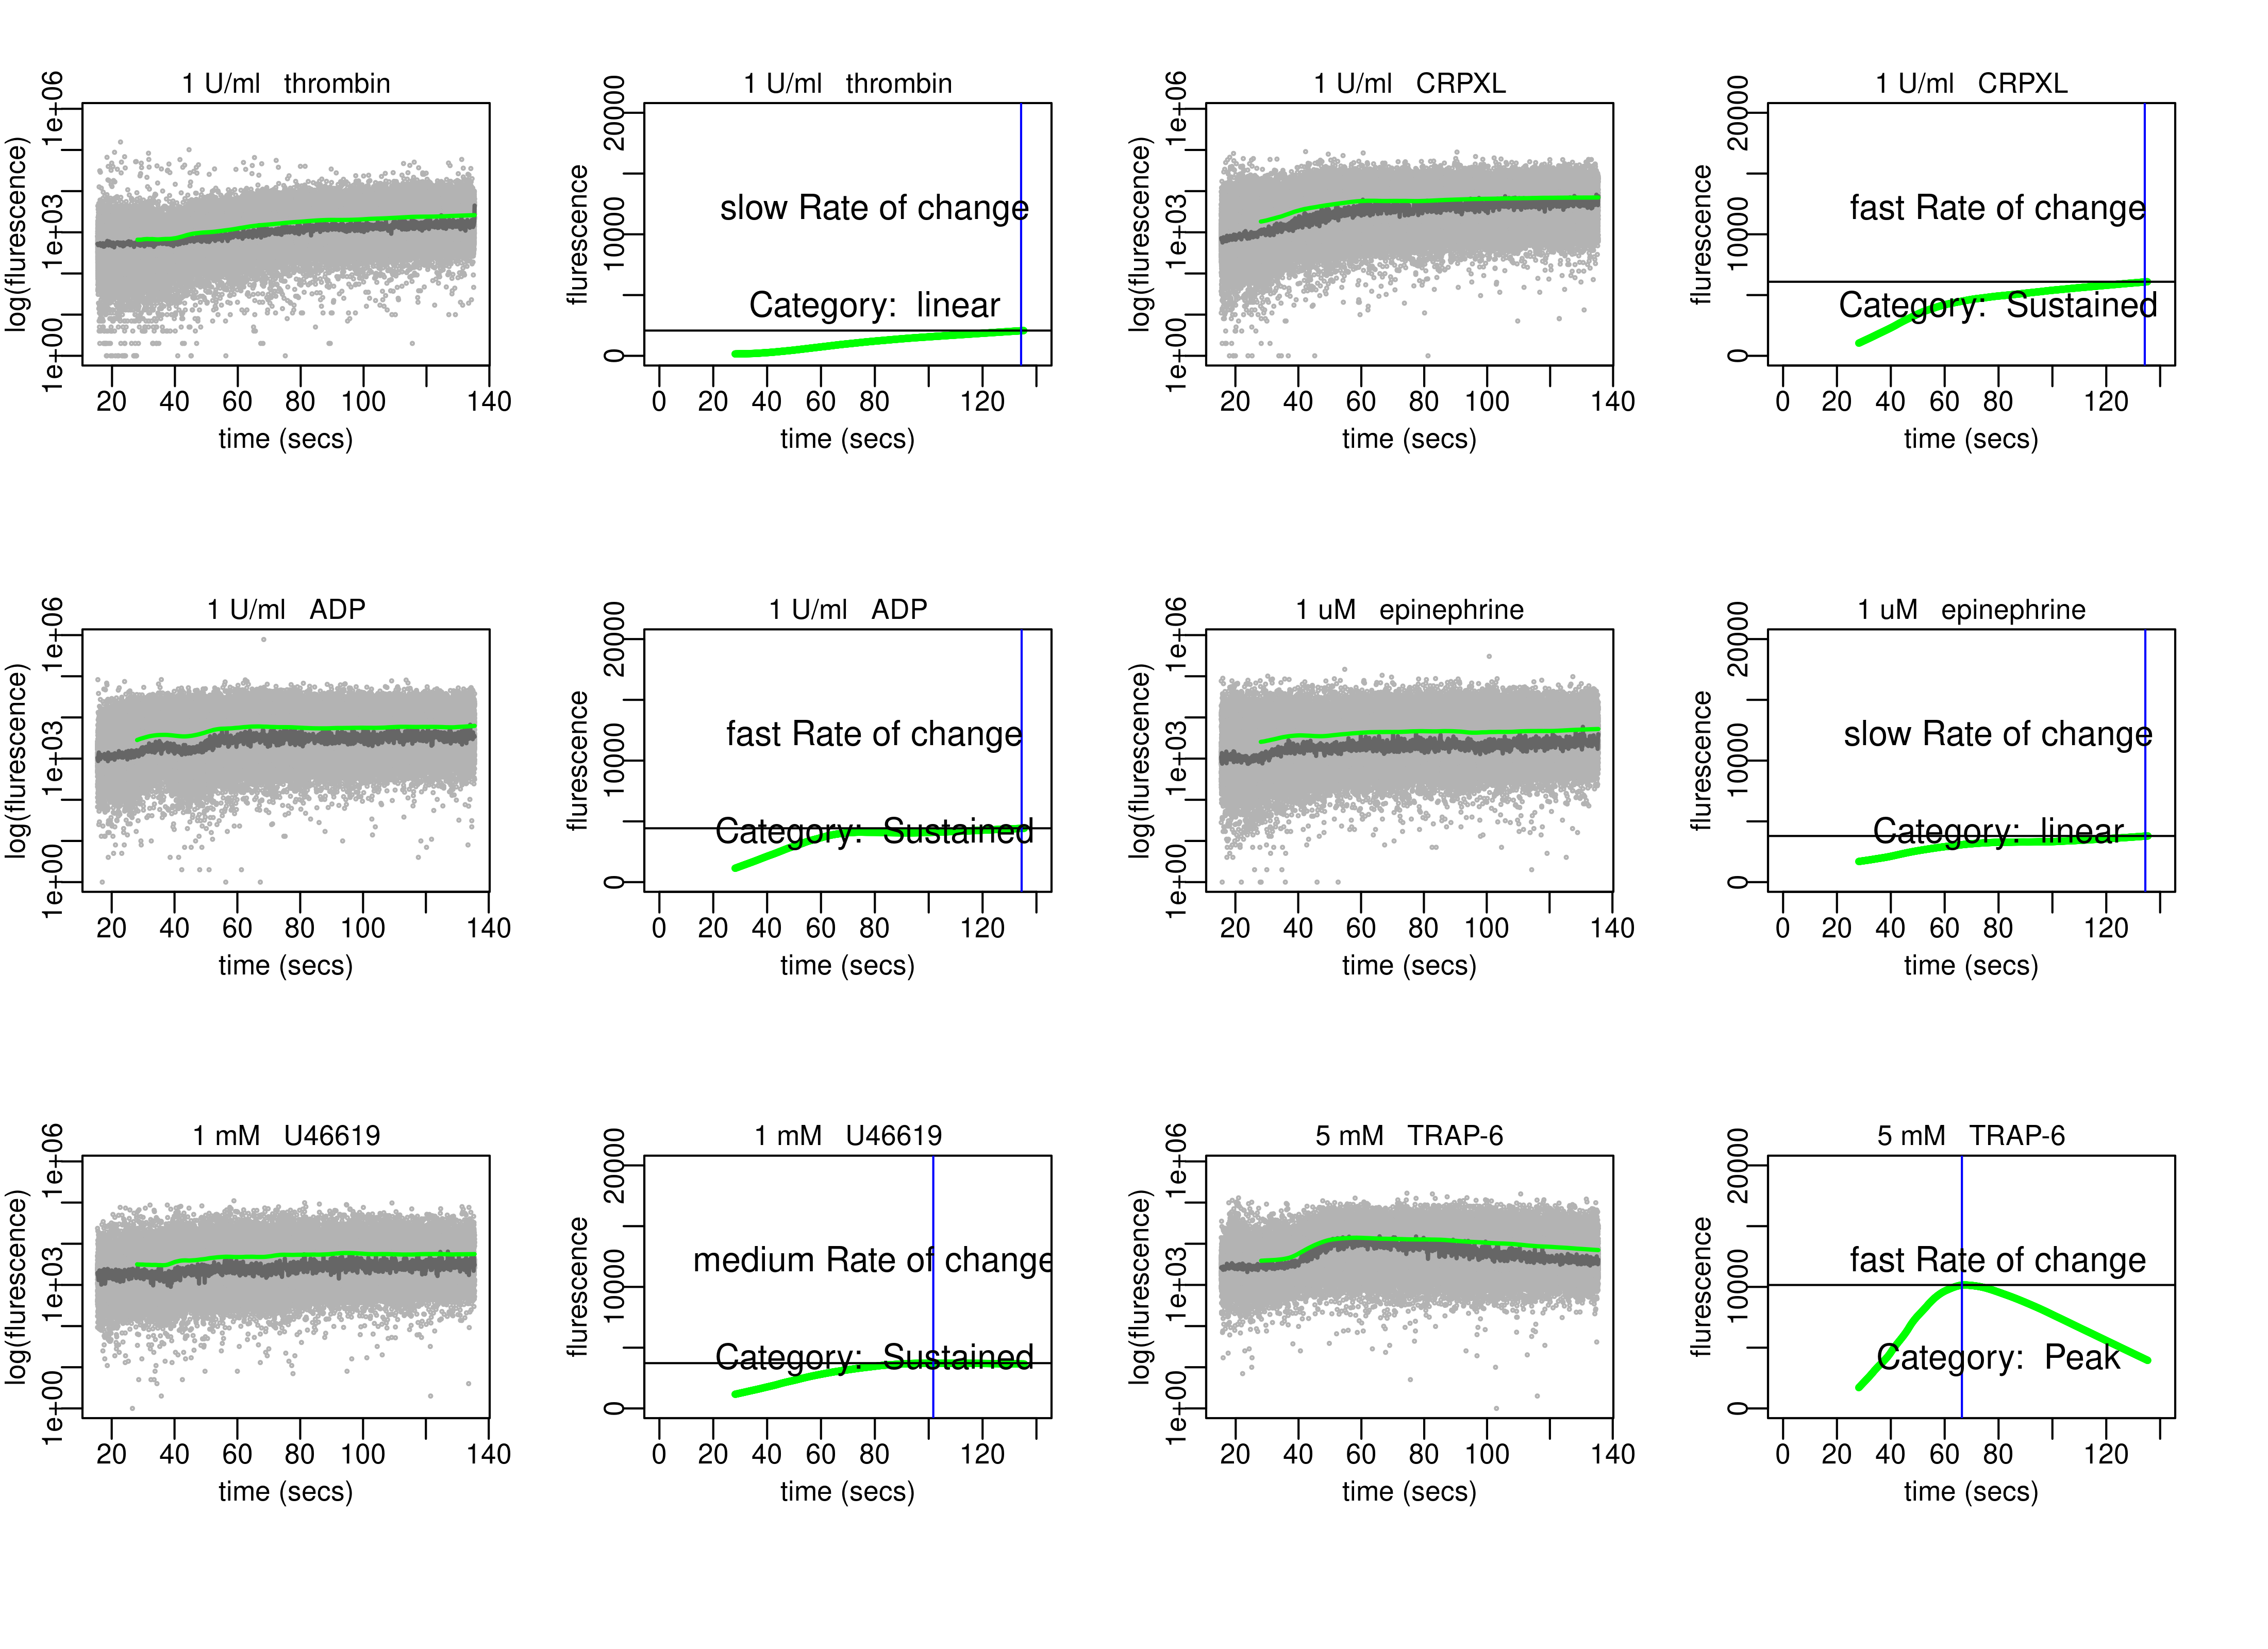 1 U/ml   thrombin
log(flurescence)
1e+00 1e+03 1e+06
20 40 60 80 100 140
time (secs)
1 U/ml   thrombin
flurescence
0 10000 20000
slow Rate of change
Category:  linear
0 20 40 60 80 120
time (secs)
1 U/ml   CRPXL
log(flurescence)
1e+00 1e+03 1e+06
20 40 60 80 100 140
time (secs)
1 U/ml   CRPXL
flurescence
0 10000 20000
fast Rate of change
Category:  Sustained
0 20 40 60 80 120
time (secs)
1 U/ml   ADP
log(flurescence)
1e+00 1e+03 1e+06
20 40 60 80 100 140
time (secs)
1 U/ml   ADP
flurescence
0 10000 20000
fast Rate of change
Category:  Sustained
0 20 40 60 80 120
time (secs)
1 uM   epinephrine
log(flurescence)
1e+00 1e+03 1e+06
20 40 60 80 100 140
time (secs)
1 uM   epinephrine
flurescence
0 10000 20000
slow Rate of change
Category:  linear
0 20 40 60 80 120
time (secs)
1 mM   U46619
log(flurescence)
1e+00 1e+03 1e+06
20 40 60 80 100 140
time (secs)
1 mM   U46619
flurescence
0 10000 20000
medium Rate of change
Category:  Sustained
0 20 40 60 80 120
time (secs)
5 mM   TRAP-6
log(flurescence)
1e+00 1e+03 1e+06
20 40 60 80 100 140
time (secs)
5 mM   TRAP-6
flurescence
0 10000 20000
fast Rate of change
Category:  Peak
0 20 40 60 80 120
time (secs)